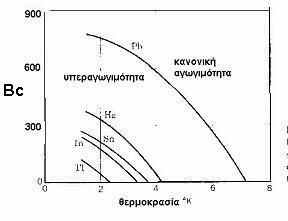 900
Pb
κανονική
αγωγιμότητα
600
υπεραγωγιμότητα
Bc
Hg
300
Sn
In
Tl
0
0 2 4 6 8
θερμοκρασία °K